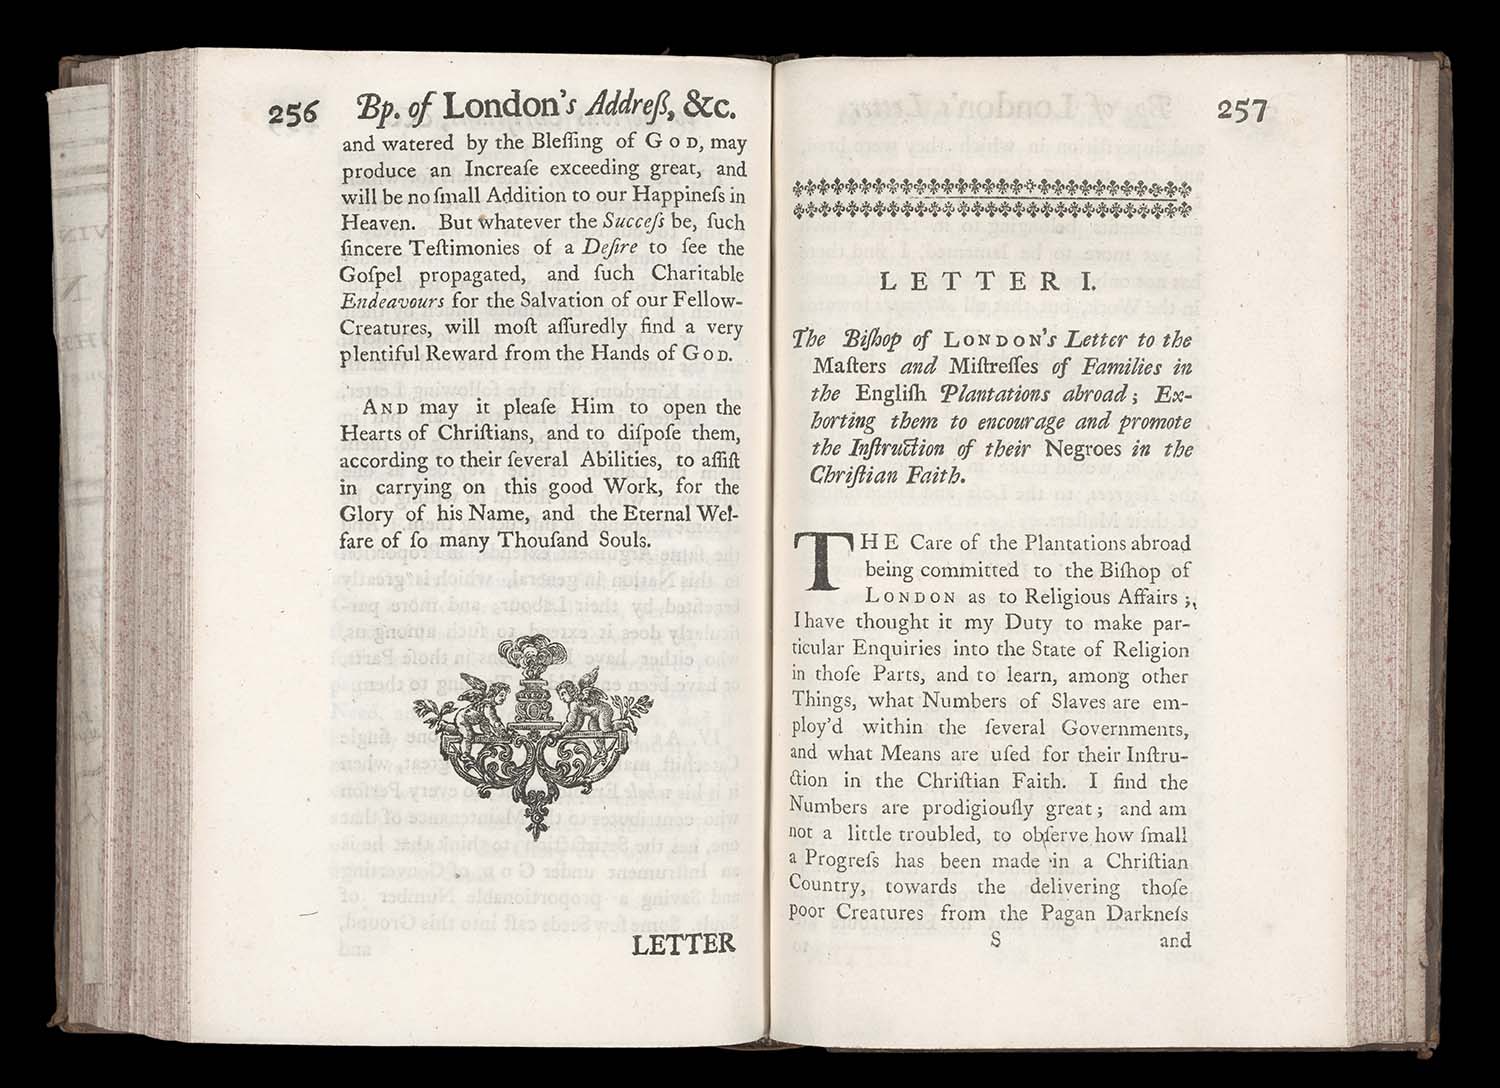 256 Bp. of London's Addreſs, &c.
and watered by the Bleſſing of GOD, may
produce an Increaſe exceeding great, and
will be no ſmall Addition to our Happineſs in
Heaven. But whatever the Succeſs be, ſuch
ſincere Teſtimonies of a Deſire to ſee the
Goſpel propagated, and ſuch Charitable
Endeavours for the Salvation of our Fellow-
Creatures, will moſt aſſuredly find a very
plentiful Reward from the Hands of GOD.
AND may it pleaſe Him to open the
Hearts of Chriſtians, and to diſpoſe them,
according to their ſeveral Abilities, to aſſiſt
in carrying on this good Work, for the
Glory of his Name, and the Eternal Wel-
fare of ſo many Thouſand Souls.
LETTER
257
LETTER I.
The Biſhop of LONDON's Letter to the
Maſters and Miſtreſſes of Families in
the Engliſh Plantations abroad; Ex-
horting them to encourage and promote
the Inſtruction of their Negroes in the
Chriſtian Faith.
THE Care of the Plantations abroad
being committed to the Biſhop of
LONDON as to Religious Affairs;
I have thought it my Duty to make par-
ticular Enquiries into the State of Religion
in thoſe Parts, and to learn, among other
Things, what Numbers of Slaves are em-
ploy'd within the ſeveral Governments,
and what Means are uſed for their Inſtru-
ction in the Chriſtian Faith. I find the
Numbers are prodigiouſly great; and am
not a little troubled, to obſerve how ſmall
a Progreſs has been made in a Chriſtian
Country, towards the delivering thoſe
poor Creatures from the Pagan Darkneſs
S and